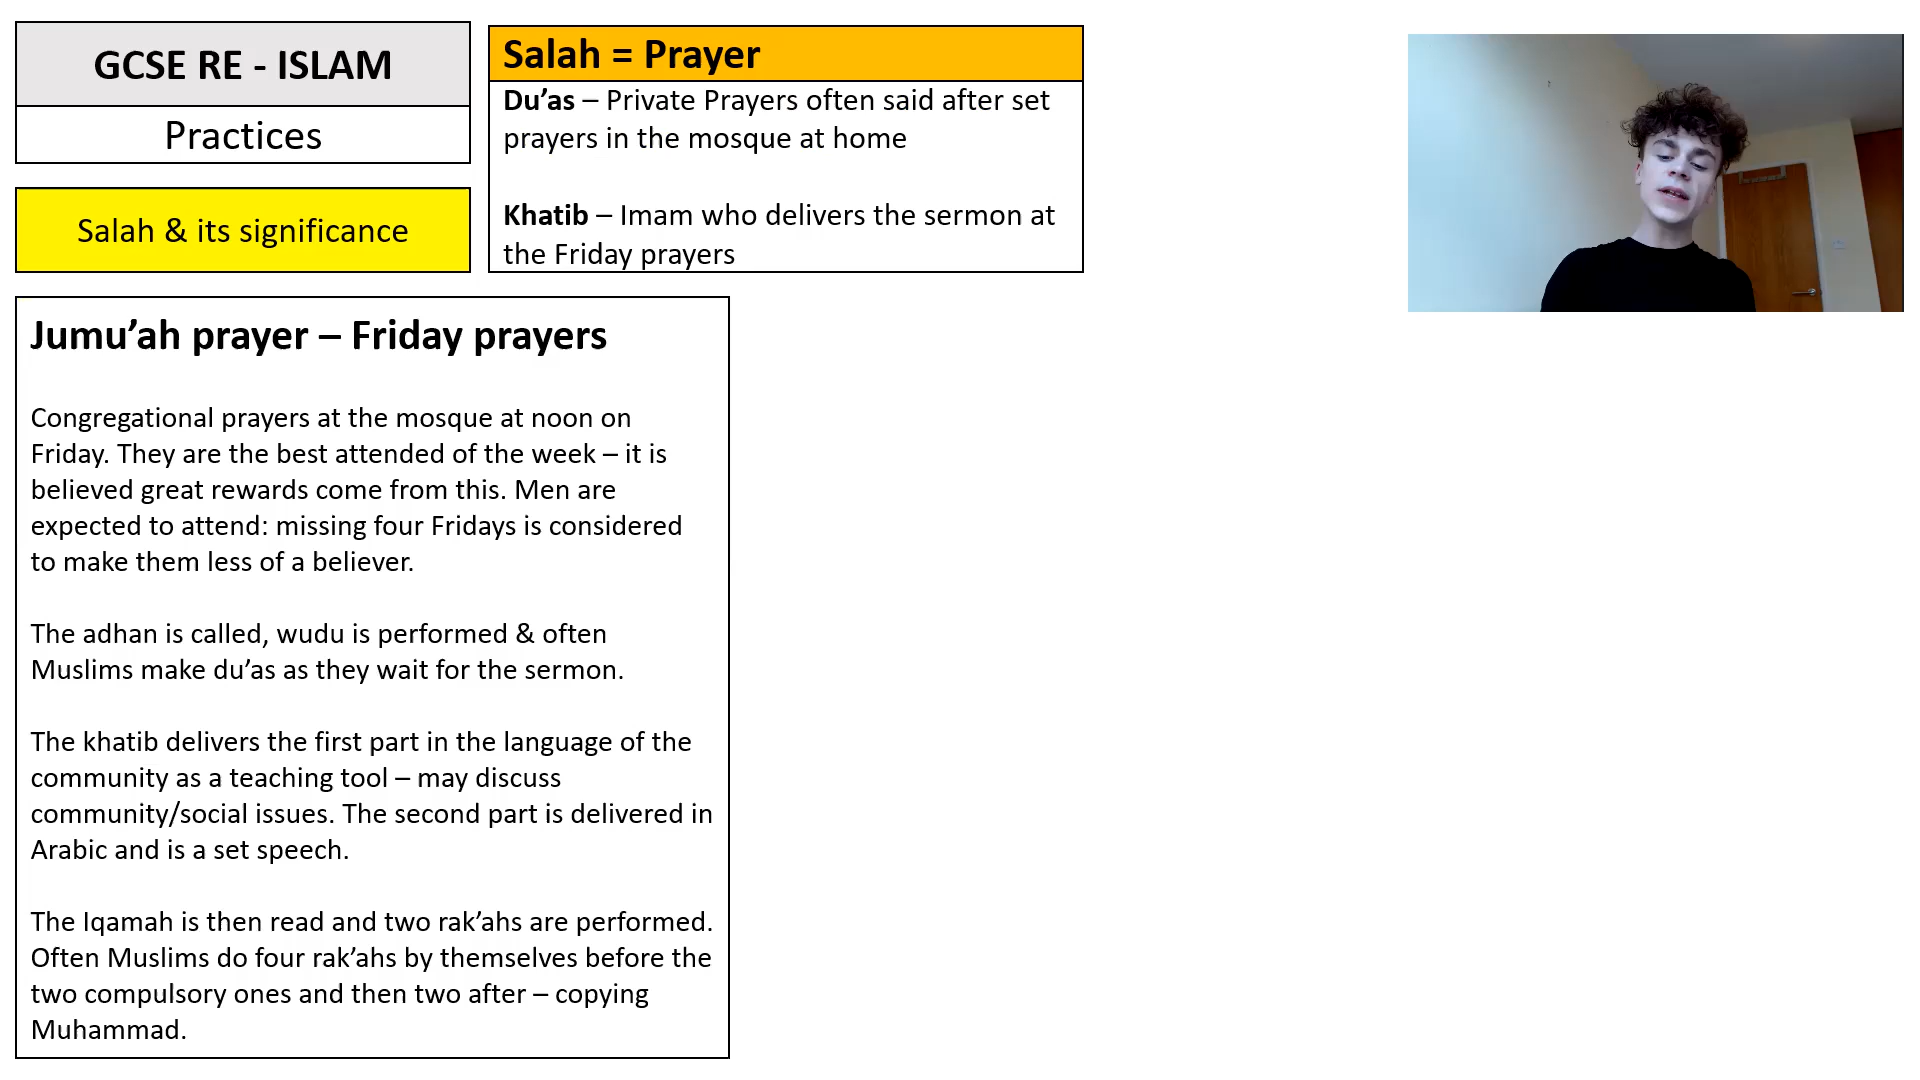 GCSE RE - ISLAM
Practices
Salah & its significance
Salah = Prayer
Du’as – Private Prayers often said after set
prayers in the mosque at home
Khatib – Imam who delivers the sermon at
the Friday prayers
Jumu’ah prayer – Friday prayers
Congregational prayers at the mosque at noon on
Friday. They are the best attended of the week – it is
believed great rewards come from this. Men are
expected to attend: missing four Fridays is considered
to make them less of a believer.
The adhan is called, wudu is performed & often
Muslims make du’as as they wait for the sermon.
The khatib delivers the first part in the language of the
community as a teaching tool – may discuss
community/social issues. The second part is delivered in
Arabic and is a set speech.
The Iqamah is then read and two rak’ahs are performed.
Often Muslims do four rak’ahs by themselves before the
two compulsory ones and then two after – copying
Muhammad.